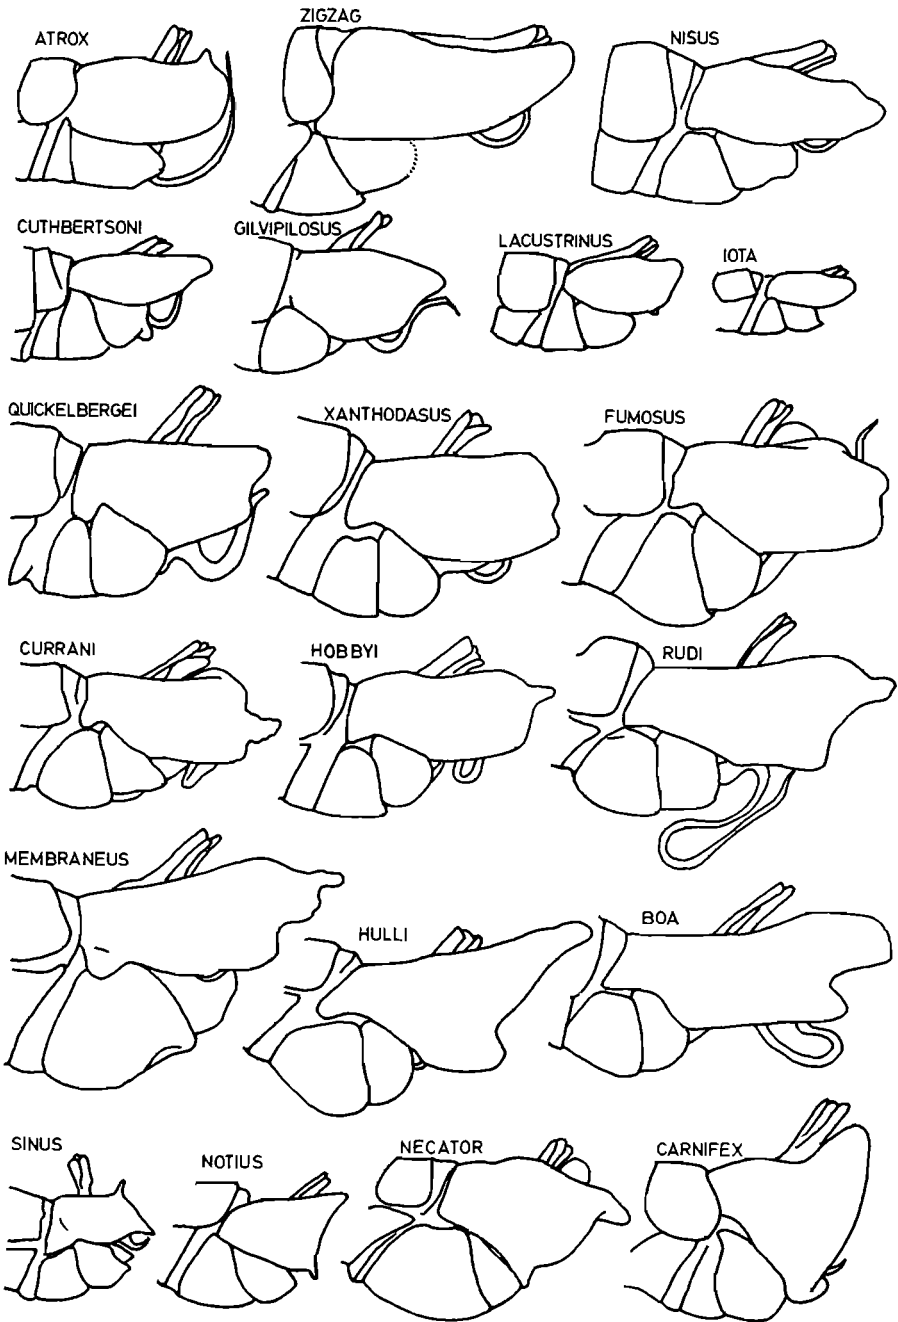 ATROX
ZIGZAG
NISUS
CUTHBERTSONI
GILVIPILOSUS
LACUSTRINUS
IOTA
QUICKELBERGEI
XANTHODASUS
FUMOSUS
CURRANI
HOBBYI
RUDI
MEMBRANEUS
HULLI
BOA
SINUS
NOTIUS
NECATOR
CARNIFEX